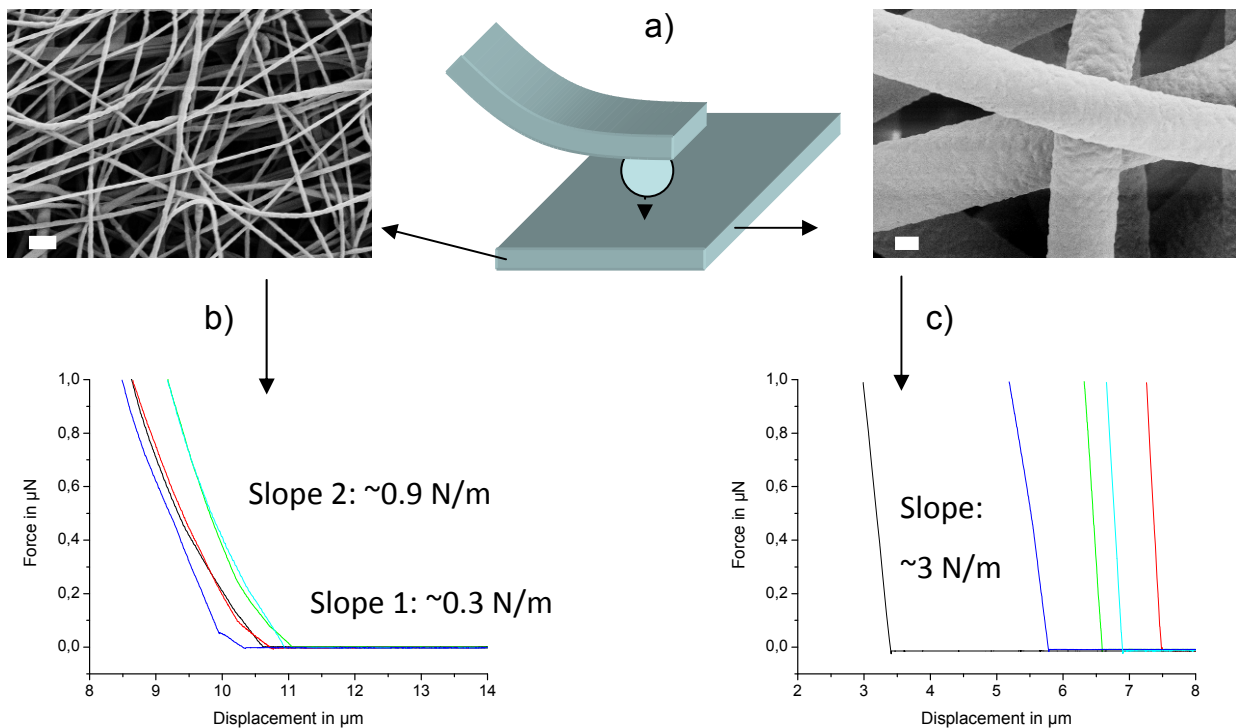 a)
b)
c)
1,0
0,8
0,6
0,4
0,2
0,0
Force in µN
8 9 10 11 12 13 14
Displacement in µm
Slope 2: ~0.9 N/m
Slope 1: ~0.3 N/m
1,0
0,8
0,6
0,4
0,2
0,0
Force in µN
2 3 4 5 6 7 8
Displacement in µm
Slope:
~3 N/m